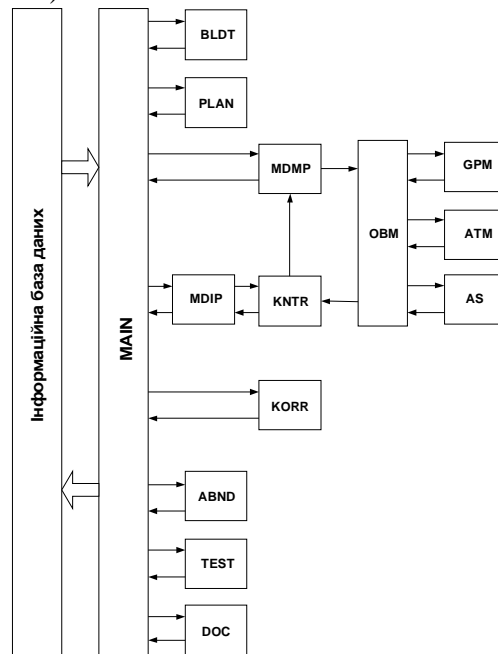 )
Інформаційна база даних
MAIN
BLDT
PLAN
MDMP
OBM
GPM
ATM
AS
MDIP
KNTR
KORR
ABND
TEST
DOC